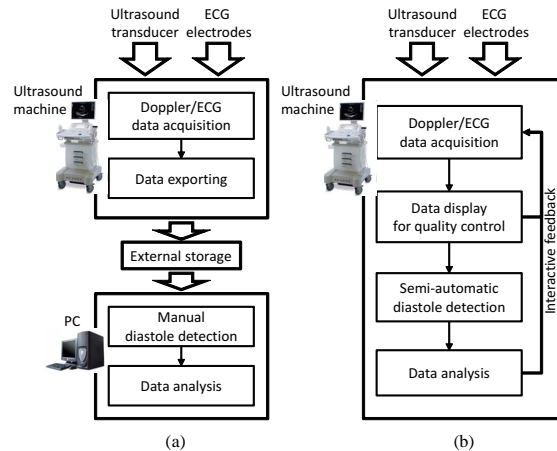 Ultrasound
transducer
ECG
electrodes
Ultrasound
machine
Doppler/ECG
data acquisition
Data exporting
External storage
PC
Manual
diastole detection
Data analysis
(a)
Ultrasound
transducer
ECG
electrodes
Ultrasound
machine
Doppler/ECG
data acquisition
Data display
for quality control
Semi-automatic
diastole detection
Data analysis
Interactive feedback
(b)